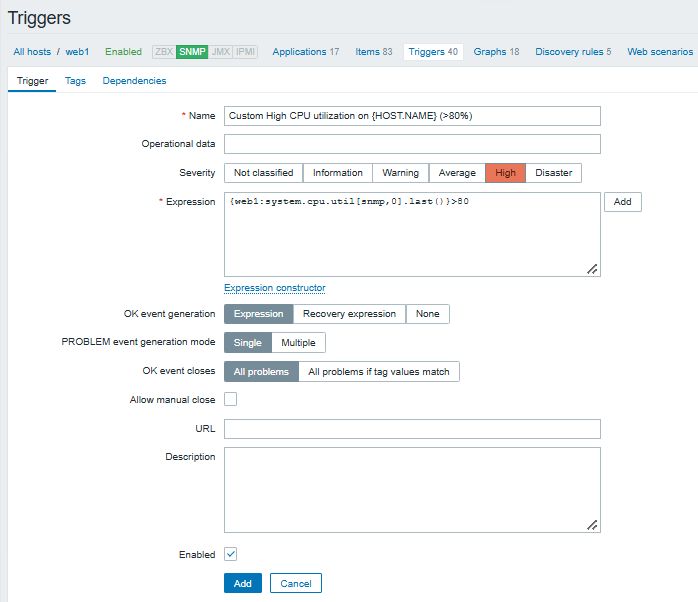 Triggers
All hosts / web1 Enabled ZBX SNMP JMX IPMI Applications 17 Items 83 Triggers 40 Graphs 18 Discovery rules 5 Web scenarios
Trigger Tags Dependencies
* Name Custom High CPU utilization on {HOST.NAME} (>80%)
Operational data
Severity Not classified Information Warning Average High Disaster
* Expression {web1:system.cpu.util[snmp,0].last()}>80 Add
Expression constructor
OK event generation Expression Recovery expression None
PROBLEM event generation mode Single Multiple
OK event closes All problems All problems if tag values match
Allow manual close
URL
Description
Enabled
Add Cancel